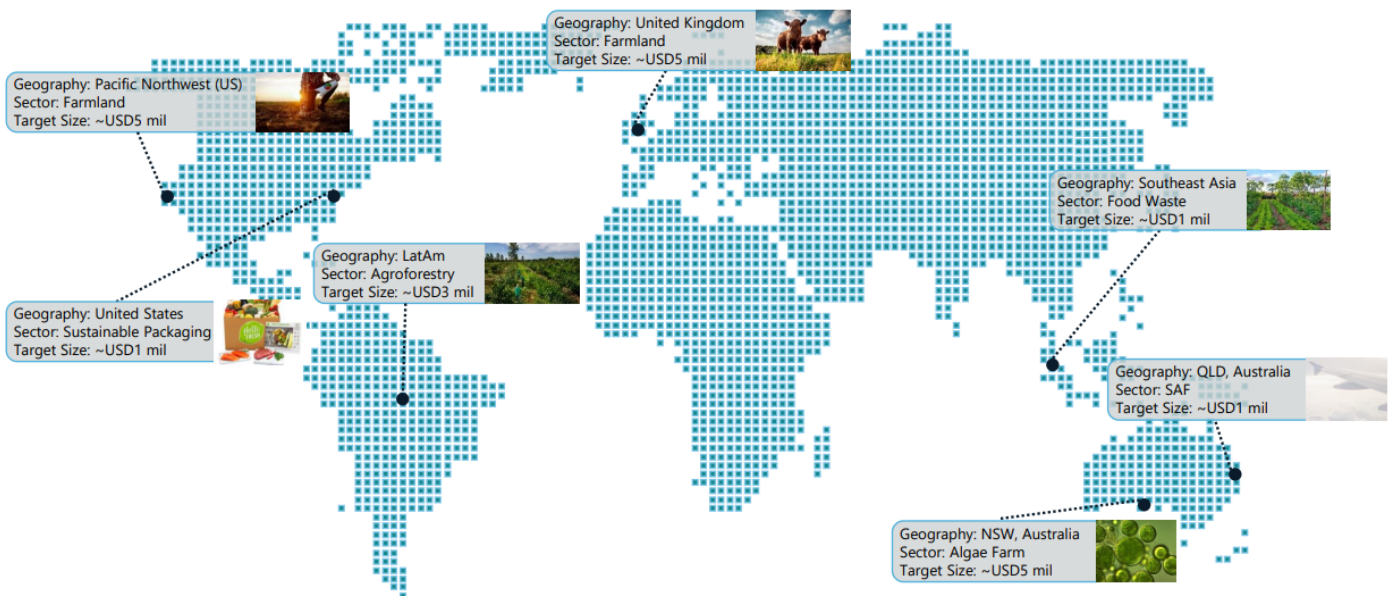 Geography: United Kingdom
Sector: Farmland
Target Size: ~USD5 mil
Geography: Pacific Northwest (US)
Sector: Farmland
Target Size: ~USD5 mil
Geography: Southeast Asia
Sector: Food Waste
Target Size: ~USD1 mil
Geography: LatAm
Sector: Agroforestry
Target Size: ~USD3 mil
Geography: United States
Sector: Sustainable Packaging
Target Size: ~USD1 mil
Geography: QLD, Australia
Sector: SAF
Target Size: ~USD1 mil
Geography: NSW, Australia
Sector: Algae Farm
Target Size: ~USD5 mil